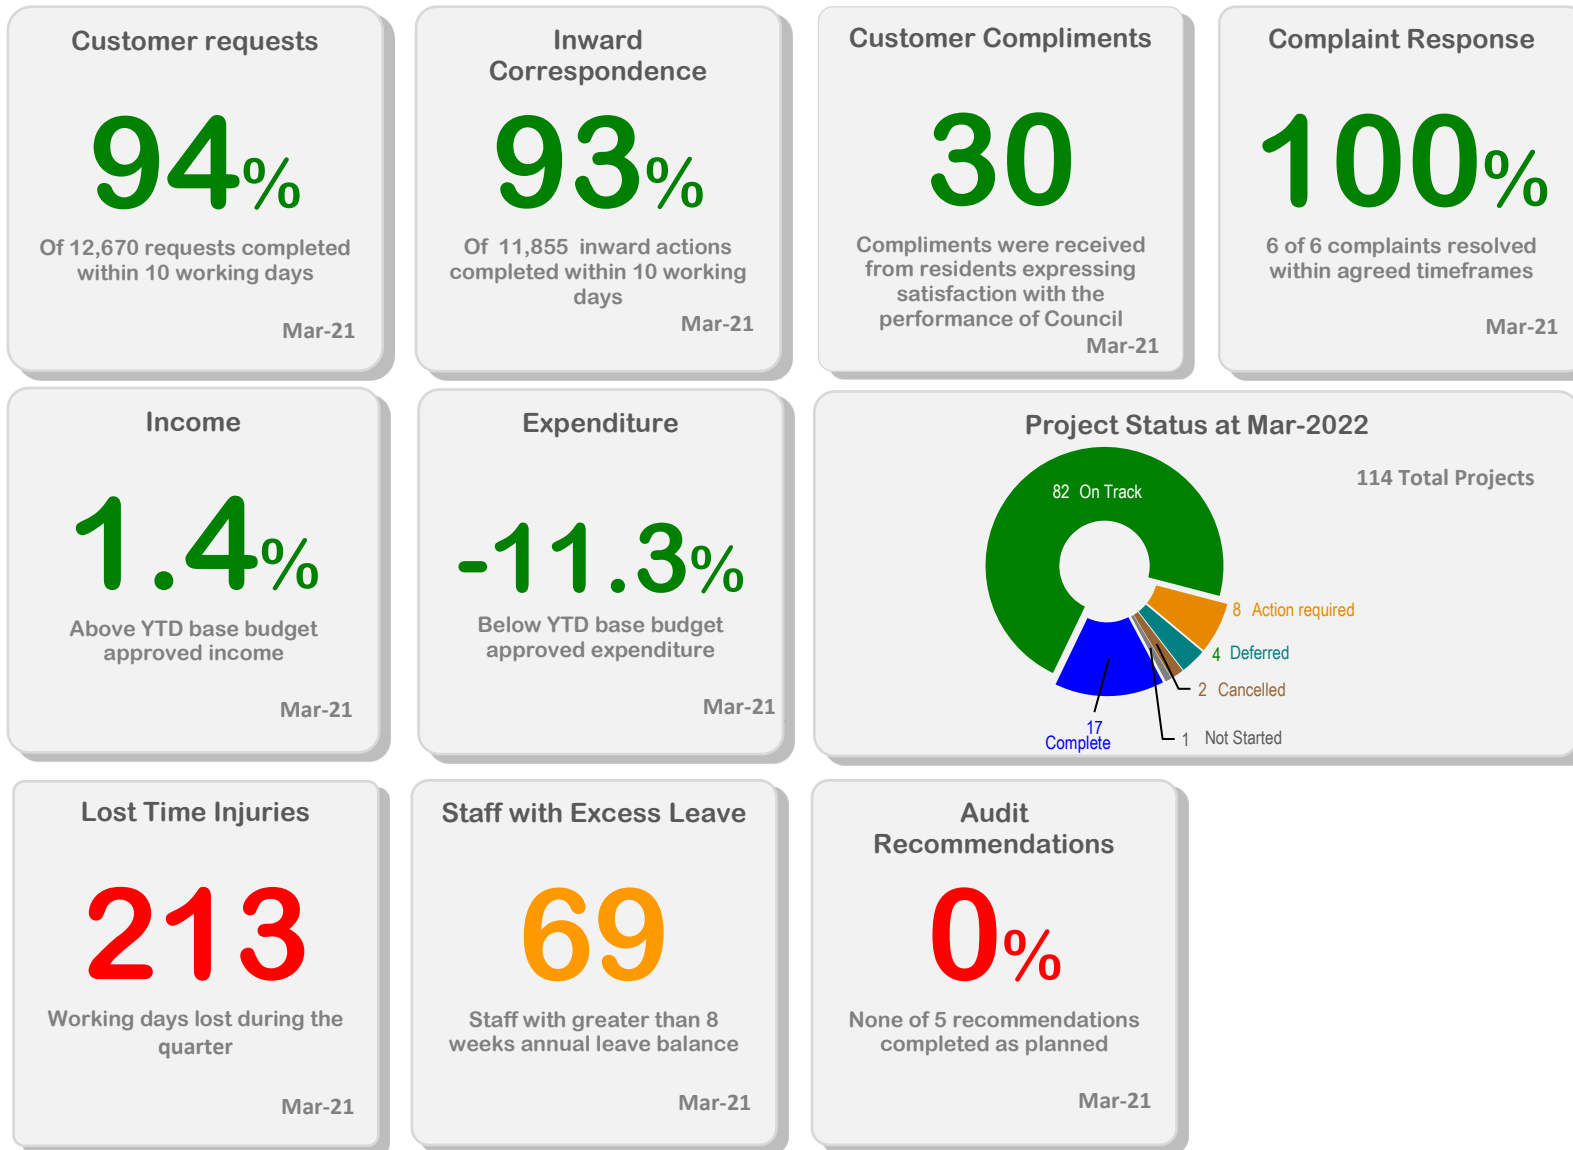 Customer requests
94%
Of 12,670 requests completed
within 10 working days
Mar-21
Inward
Correspondence
93%
Of 11,855 inward actions
completed within 10 working
days
Mar-21
Customer Compliments
30
Compliments were received
from residents expressing
satisfaction with the
performance of Council
Mar-21
Complaint Response
100%
6 of 6 complaints resolved
within agreed timeframes
Mar-21
Income
1.4%
Above YTD base budget
approved income
Mar-21
Expenditure
-11.3%
Below YTD base budget
approved expenditure
Mar-21
Project Status at Mar-2022
114 Total Projects
82 On Track
8 Action required
4 Deferred
2 Cancelled
1 Not Started
17
Complete
Lost Time Injuries
213
Working days lost during the
quarter
Mar-21
Staff with Excess Leave
69
Staff with greater than 8
weeks annual leave balance
Mar-21
Audit
Recommendations
0%
None of 5 recommendations
completed as planned
Mar-21